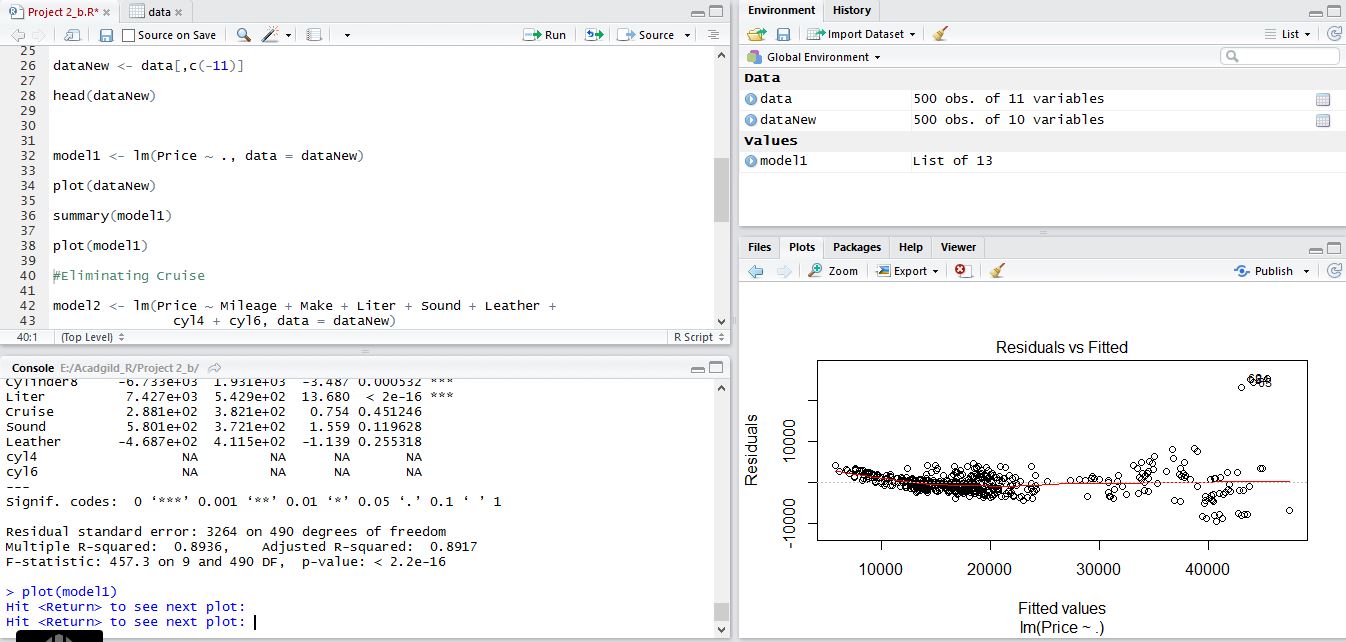 Project 2_b.R* ×
data ×
Source on Save
Run
Source
25
26 dataNew <- data[,c(-11)]
27
28 head(dataNew)
29
30
31
32 model1 <- lm(Price ~ ., data = dataNew)
33
34 plot(dataNew)
35
36 summary(model1)
37
38 plot(model1)
39
40 #Eliminating Cruise
41
42 model2 <- lm(Price ~ Mileage + Make + Liter + Sound + Leather +
43 cyl4 + cyl6, data = dataNew)
40:1 (Top Level) R Script
Console E:/Acadgild_R/Project 2_b/
Cylinder8 -6.733e+03 1.931e+03 -3.487 0.000532 ***
Liter 7.427e+03 5.429e+02 13.680 < 2e-16 ***
Cruise 2.881e+02 3.821e+02 0.754 0.451246
Sound 5.801e+02 3.721e+02 1.559 0.119628
Leather -4.687e+02 4.115e+02 -1.139 0.255318
cyl4 NA NA NA NA
cyl6 NA NA NA NA
---
Signif. codes: 0 ‘***’ 0.001 ‘**’ 0.01 ‘*’ 0.05 ‘.’ 0.1 ‘ ’ 1
Residual standard error: 3264 on 490 degrees of freedom
Multiple R-squared: 0.8936, Adjusted R-squared: 0.8917
F-statistic: 457.3 on 9 and 490 DF, p-value: < 2.2e-16
> plot(model1)
Hit <Return> to see next plot:
Hit <Return> to see next plot:
Environment History
Import Dataset
List
Global Environment
Data
data 500 obs. of 11 variables
dataNew 500 obs. of 10 variables
Values
model1 List of 13
Files Plots Packages Help Viewer
Zoom Export Publish
Residuals vs Fitted
Residuals
10000
-10000
10000 20000 30000 40000
Fitted values
lm(Price ~ .)